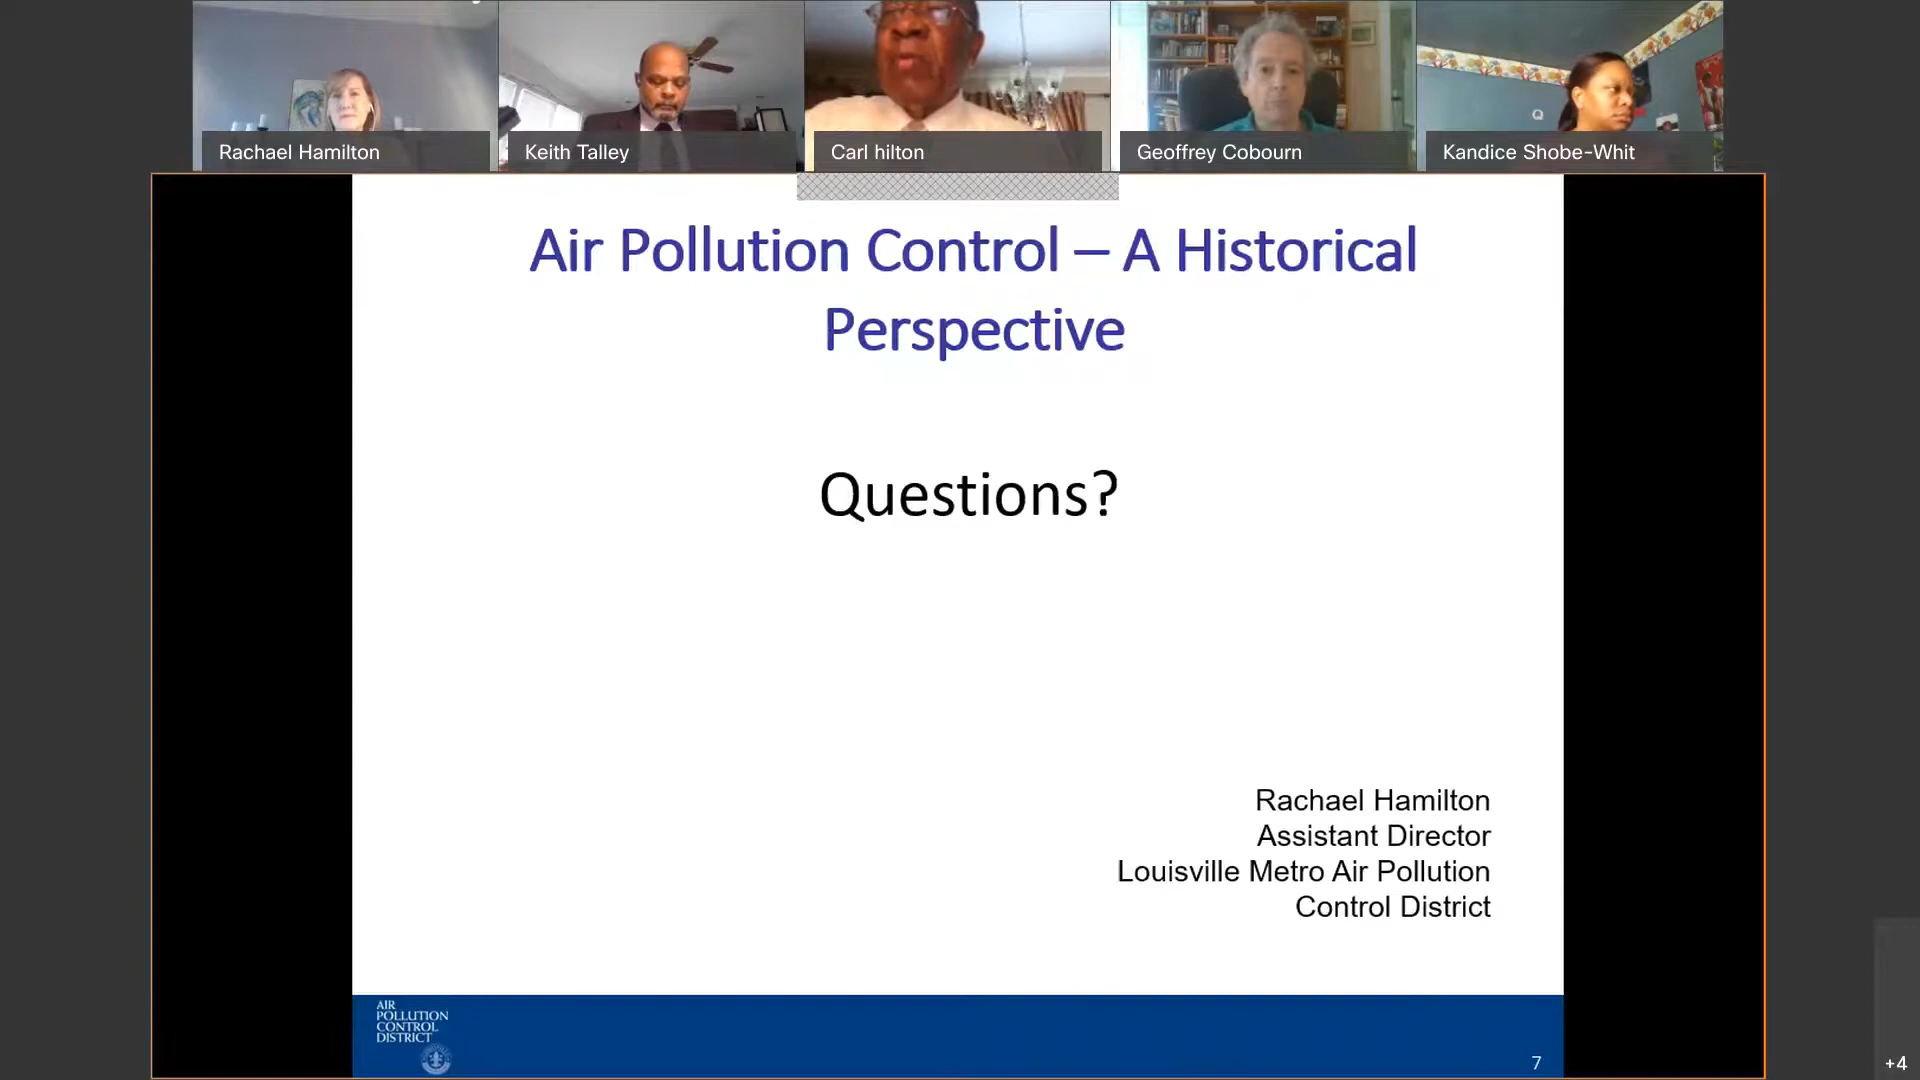 Rachael Hamilton
Keith Talley
Carl hilton
Geoffrey Cobourn
Kandice Shobe-Whit
Air Pollution Control – A Historical
Perspective
Questions?
Rachael Hamilton
Assistant Director
Louisville Metro Air Pollution
Control District
AIR
POLLUTION
CONTROL
DISTRICT
7
+4